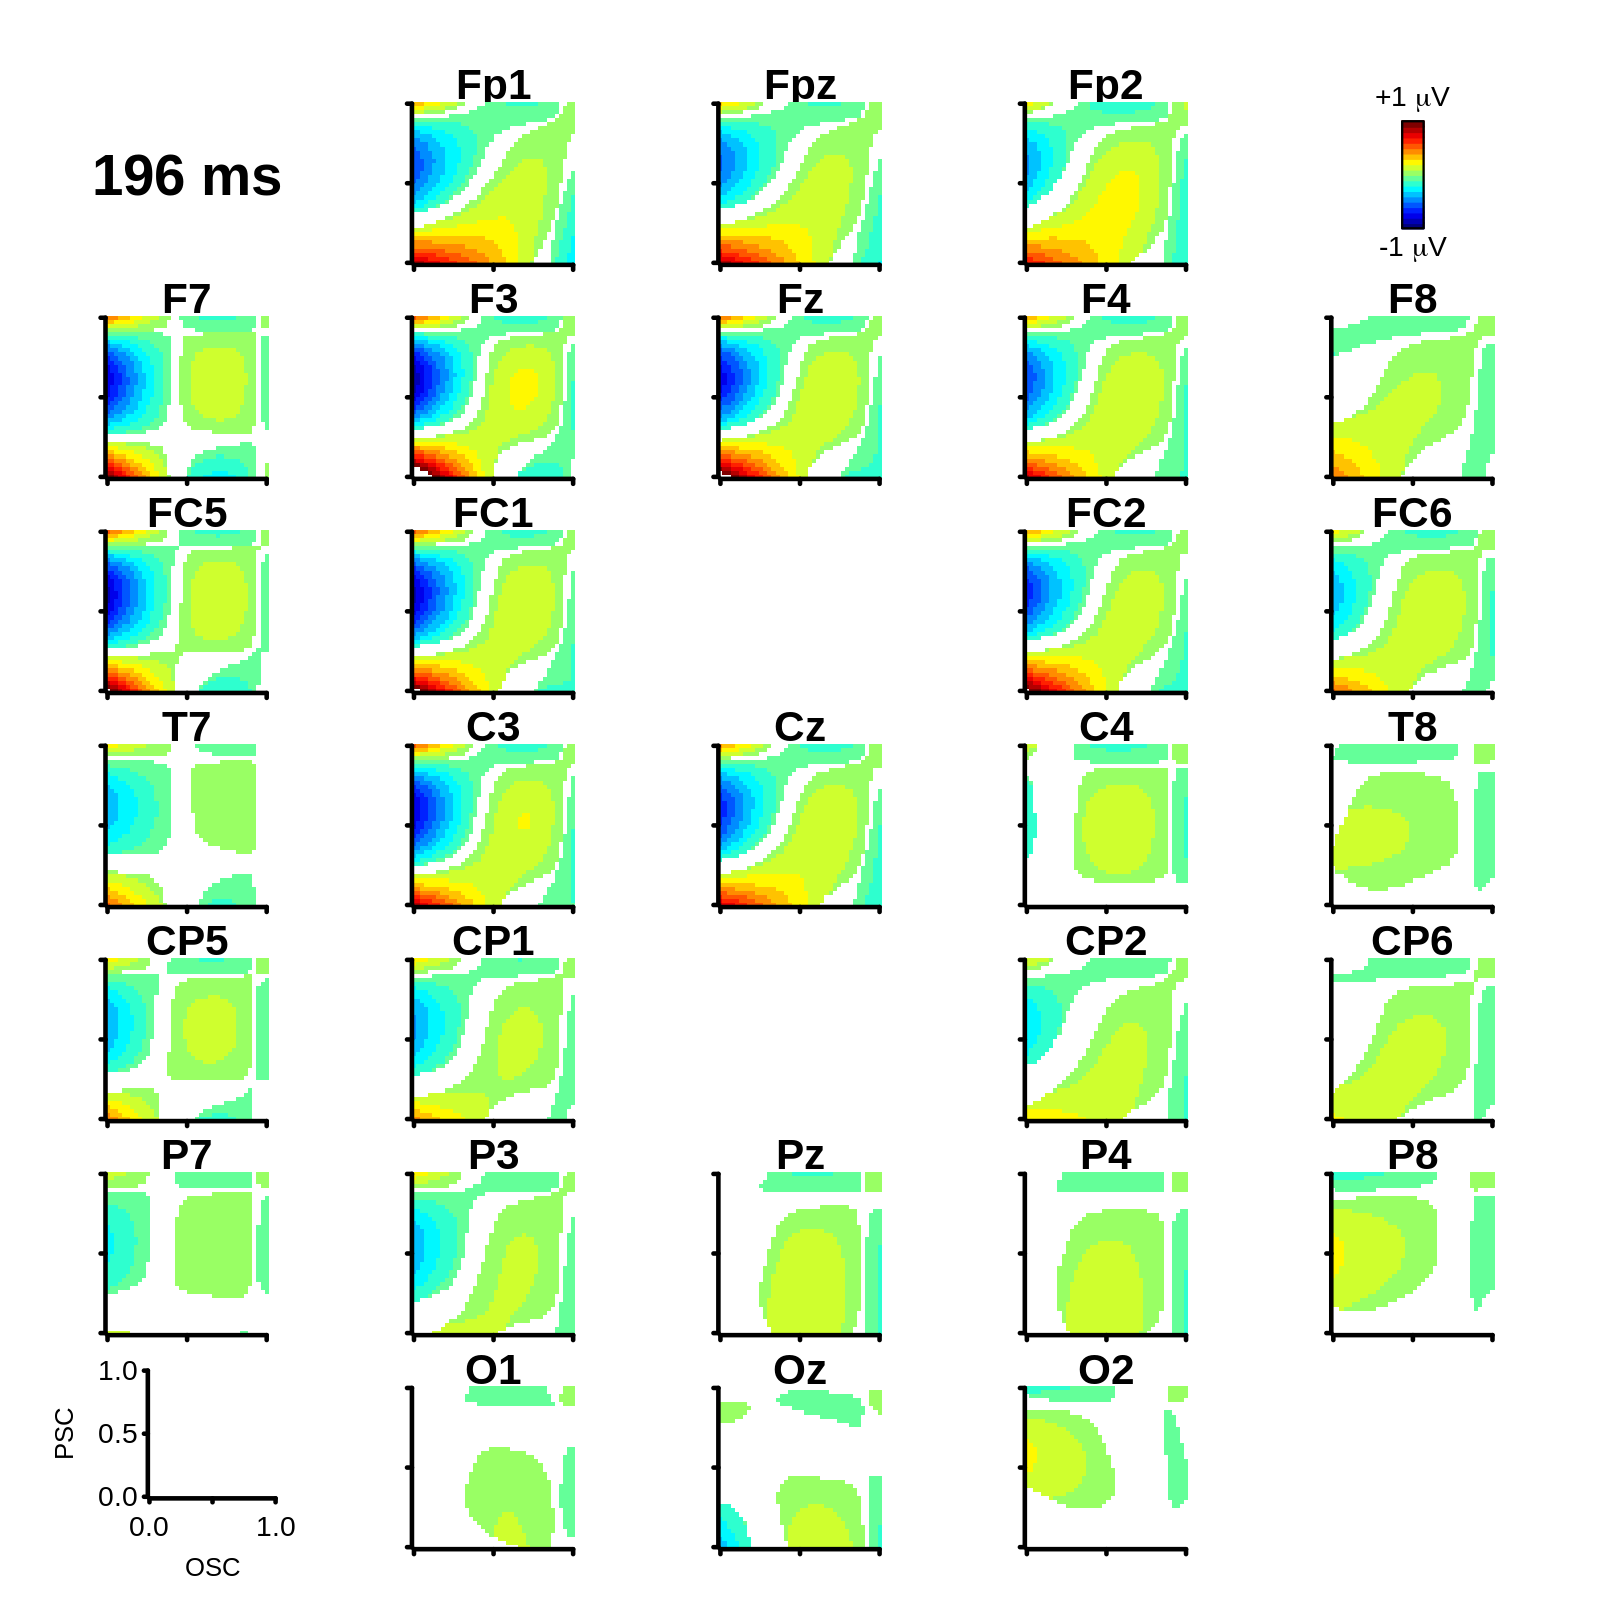 Fp1 Fpz Fp2
+1 μV
196 ms
-1 μV
F7 F3 Fz F4 F8
FC5 FC1 FC2 FC6
T7 C3 Cz C4 T8
CP5 CP1 CP2 CP6
P7 P3 Pz P4 P8
O1 Oz O2
1.0
PSC
0.5
0.0
0.0 1.0
OSC